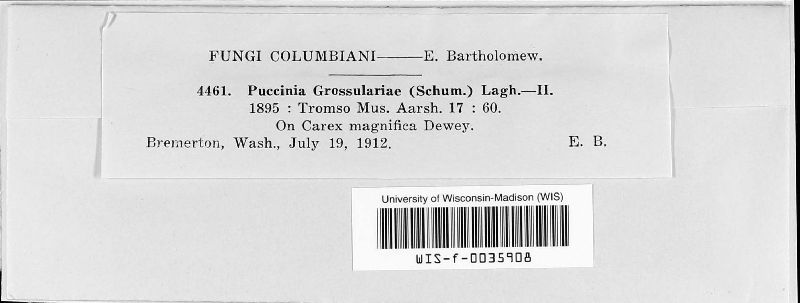 FUNGI COLUMBIANI——E. Bartholomew.
4461. Puccinia Grossulariae (Schum.) Lagh.—II.
1895 : Tromso Mus. Aarsh. 17 : 60.
On Carex magnifica Dewey.
Bremerton, Wash., July 19, 1912. E. B.
University of Wisconsin-Madison (WIS)
WIS-f-0035908